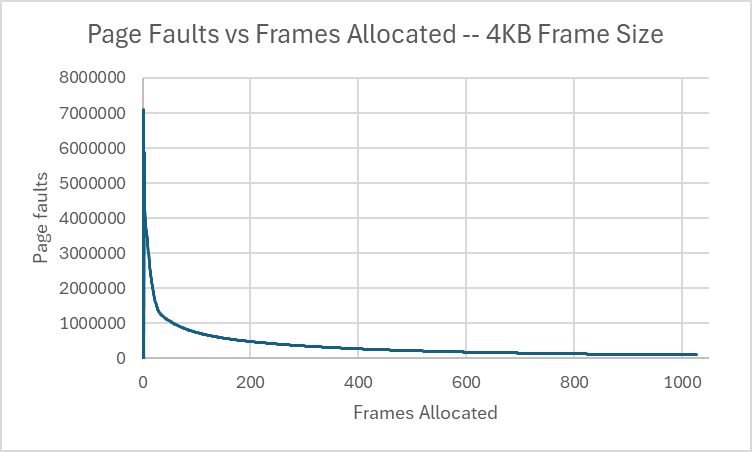 Page Faults vs Frames Allocated -- 4KB Frame Size
8000000
7000000
6000000
5000000
4000000
3000000
2000000
1000000
0
Page faults
0 200 400 600 800 1000
Frames Allocated